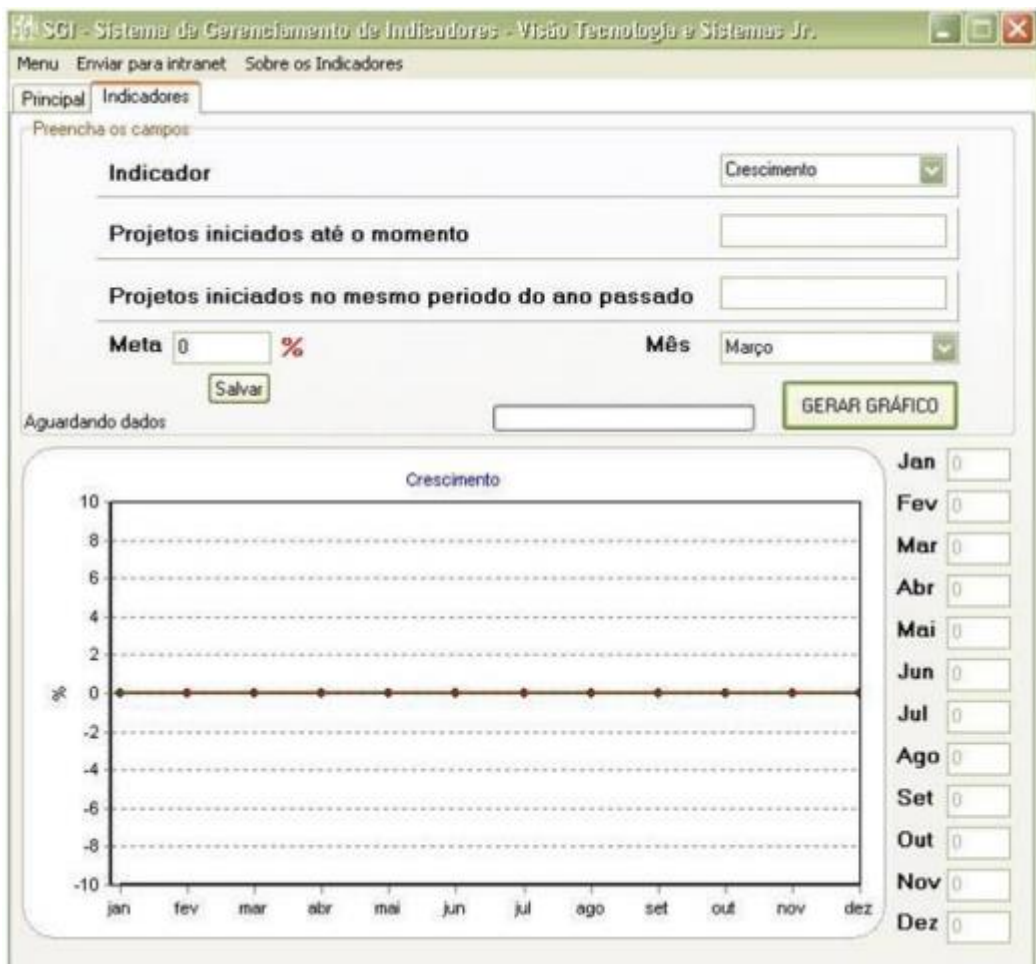 SGI - Sistema de Gerenciamento de Indicadores - Visão Tecnologia e Sistemas Jr.
Menu Enviar para intranet Sobre os Indicadores
Principal Indicadores
Preencha os campos
Indicador Crescimento
Projetos iniciados até o momento
Projetos iniciados no mesmo periodo do ano passado
Meta 0 % Mês Março
Salvar
GERAR GRÁFICO
Aguardando dados
Crescimento
10
8
6
4
2
0
-2
-4
-6
-8
-10
%
jan fev mar abr mai jun jul ago set out nov dez
Jan 0
Fev 0
Mar 0
Abr 0
Mai 0
Jun 0
Jul 0
Ago 0
Set 0
Out 0
Nov 0
Dez 0